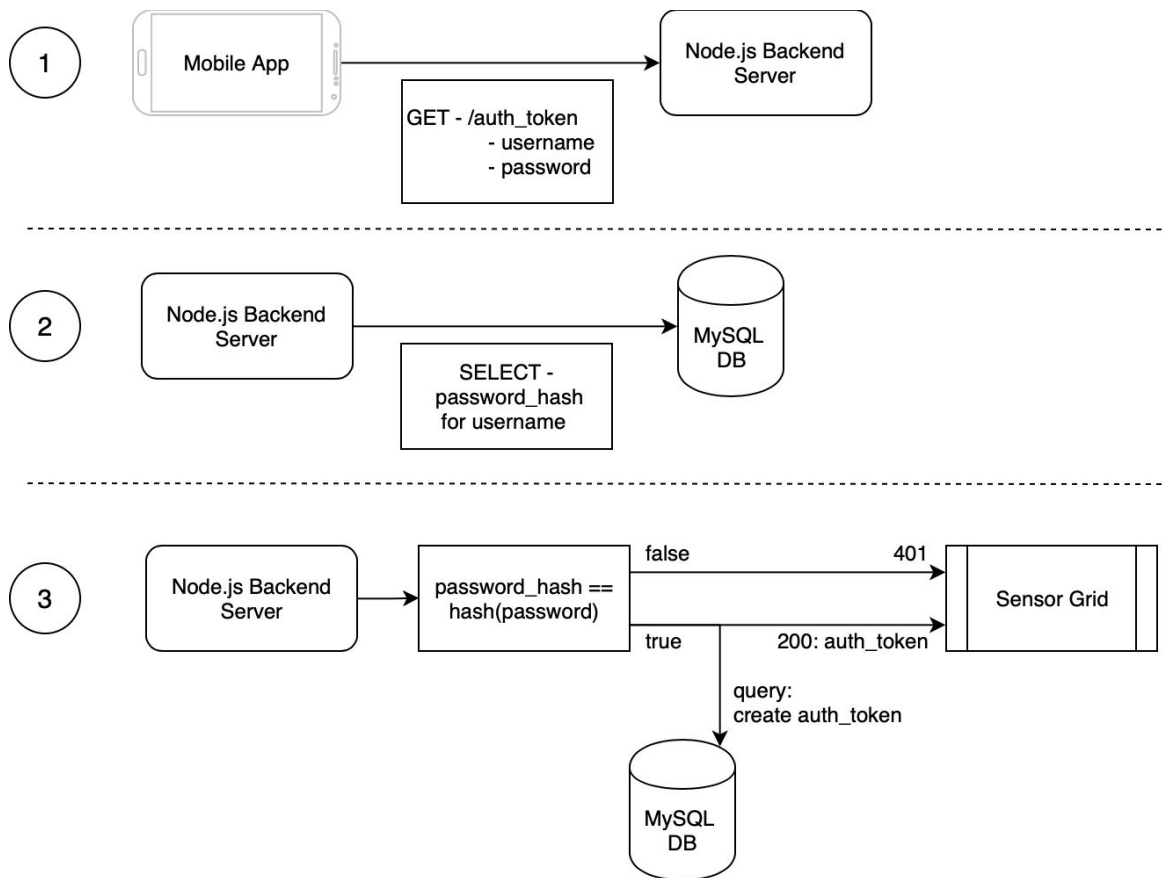 1
Mobile App
Node.js Backend
Server
GET - /auth_token
- username
- password
2
Node.js Backend
Server
MySQL
DB
SELECT -
password_hash
for username
3
Node.js Backend
Server
password_hash ==
hash(password)
false
401
true
200: auth_token
Sensor Grid
query:
create auth_token
MySQL
DB